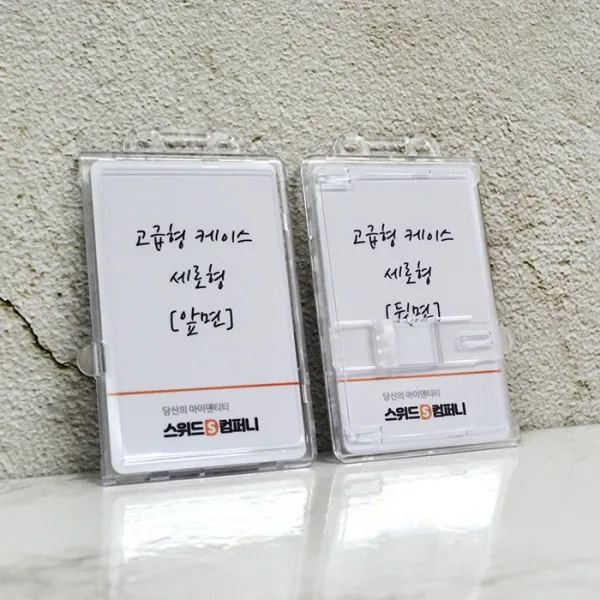 고급형 케이스
세로형
[앞면]
당신의 아이덴티티
스위드S컴퍼니
고급형 케이스
세로형
[뒷면]
당신의 아이덴티티
스위드S컴퍼니